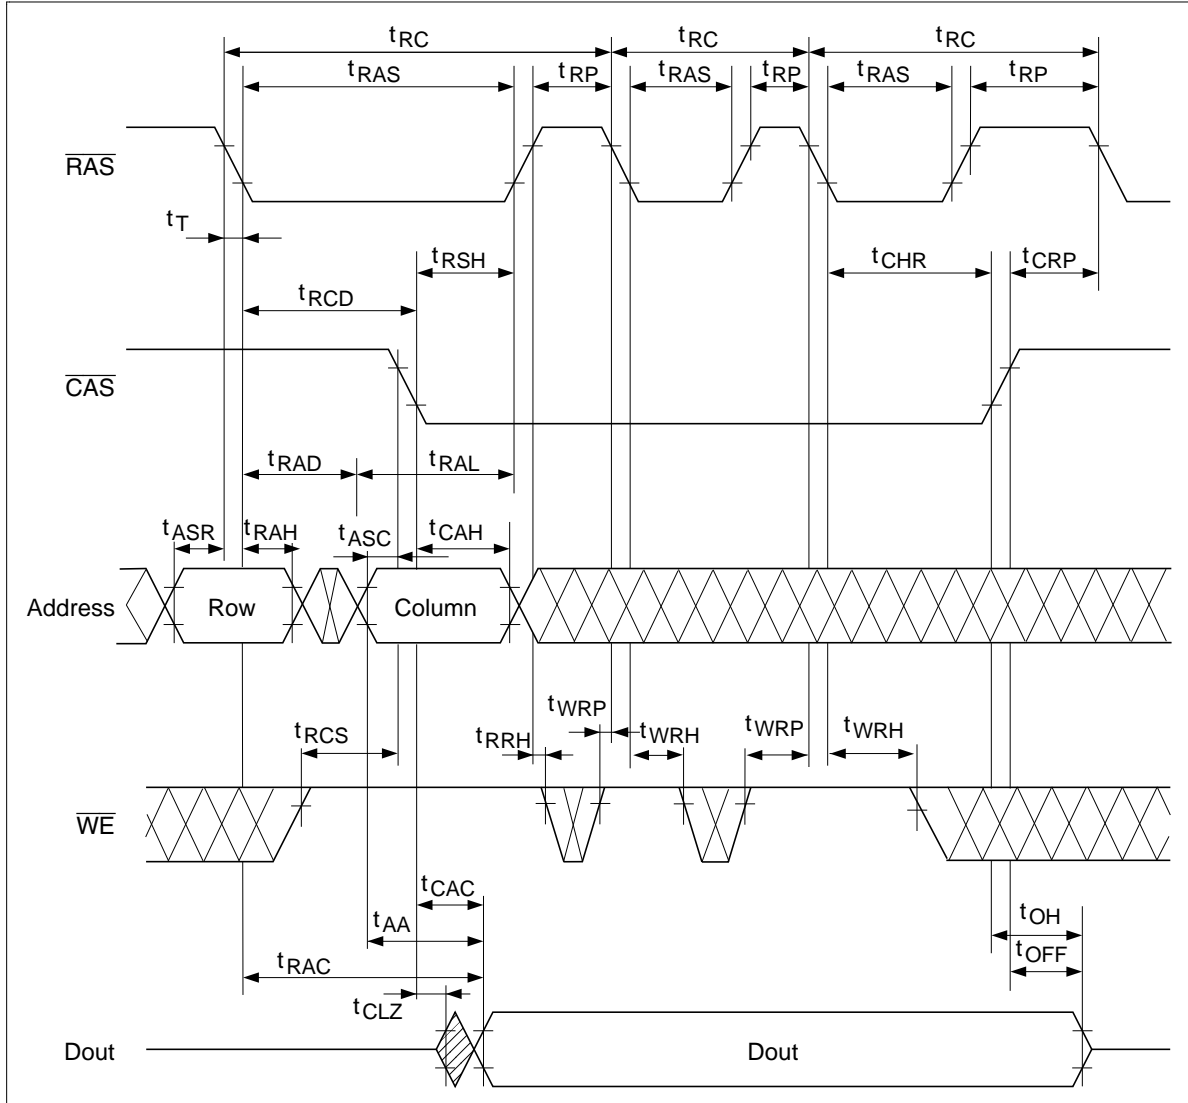 tRC tRC tRC
tRAS tRP tRAS tRP tRAS tRP
RAS
tT
tRSH tCHR tCRP
tRCD
CAS
tRAD tRAL
tASR tRAH tASC tCAH
Address Row Column
tWRP
tRCS tRRH tWRH tWRP tWRH
WE
tCAC
tOH
tAA
tOFF
tRAC
tCLZ
Dout Dout